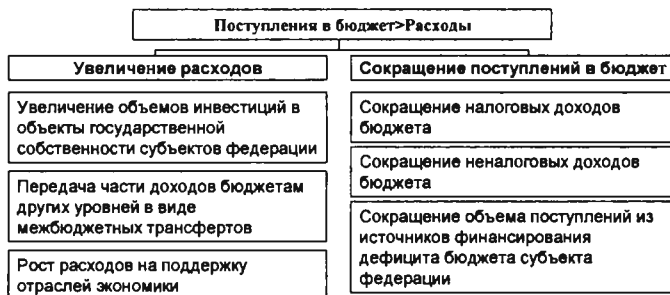 Поступления в бюджет>Расходы
Увеличение расходов
Увеличение объемов инвестиций в
объекты государственной
собственности субъектов федерации
Передача части доходов бюджетам
других уровней в виде
межбюджетных трансфертов
Рост расходов на поддержку
отраслей экономики
Сокращение поступлений в бюджет
Сокращение налоговых доходов
бюджета
Сокращение неналоговых доходов
бюджета
Сокращение объема поступлений из
источников финансирования
дефицита бюджета субъекта
федерации